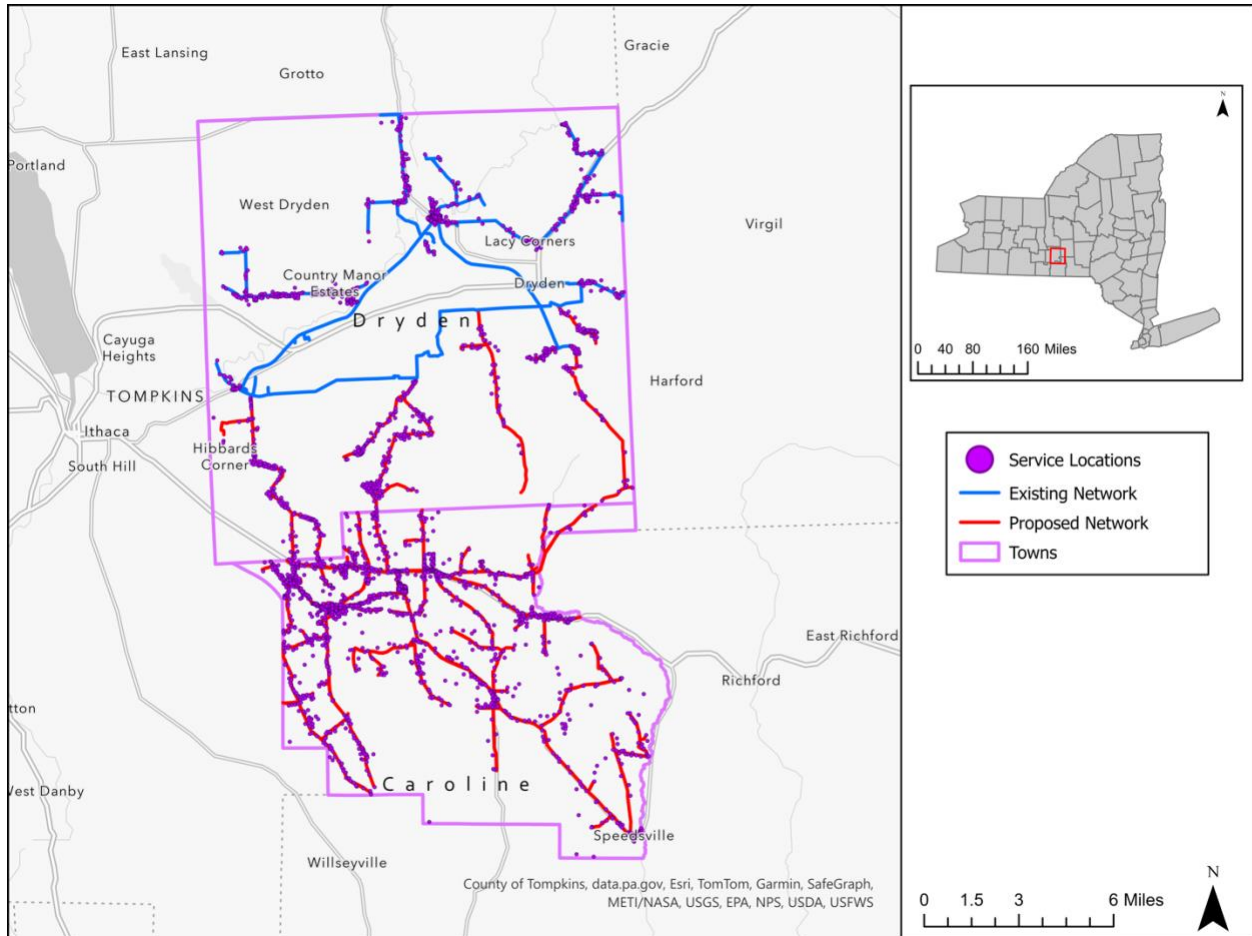 East Lansing
Gracie
Grotto
Portland
West Dryden
Virgil
Lacy Corners
Country Manor
Estates
Dryden
Dryden
Cayuga
Heights
TOMPKINS
Harford
Ithaca
Hibbards
Corner
South Hill
East Richford
Richford
tton
Caroline
West Danby
Speedsville
Willseyville
County of Tompkins, data.pa.gov, Esri, TomTom, Garmin, SafeGraph,
METI/NASA, USGS, EPA, NPS, USDA, USFWS
N
0 40 80 160 Miles
Service Locations
Existing Network
Proposed Network
Towns
N
0 1.5 3 6 Miles